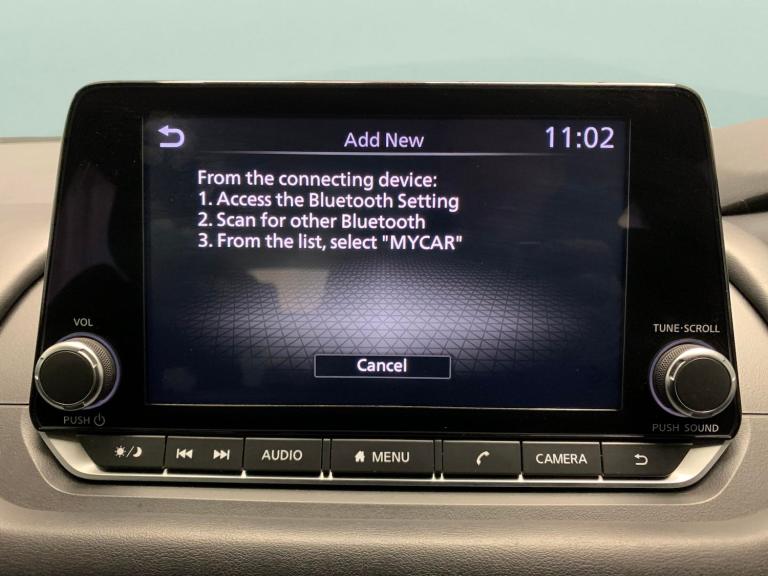 Add New 11:02
From the connecting device:
1. Access the Bluetooth Setting
2. Scan for other Bluetooth
3. From the list, select "MYCAR"
Cancel
VOL
PUSH
TUNE·SCROLL
PUSH SOUND
AUDIO MENU CAMERA